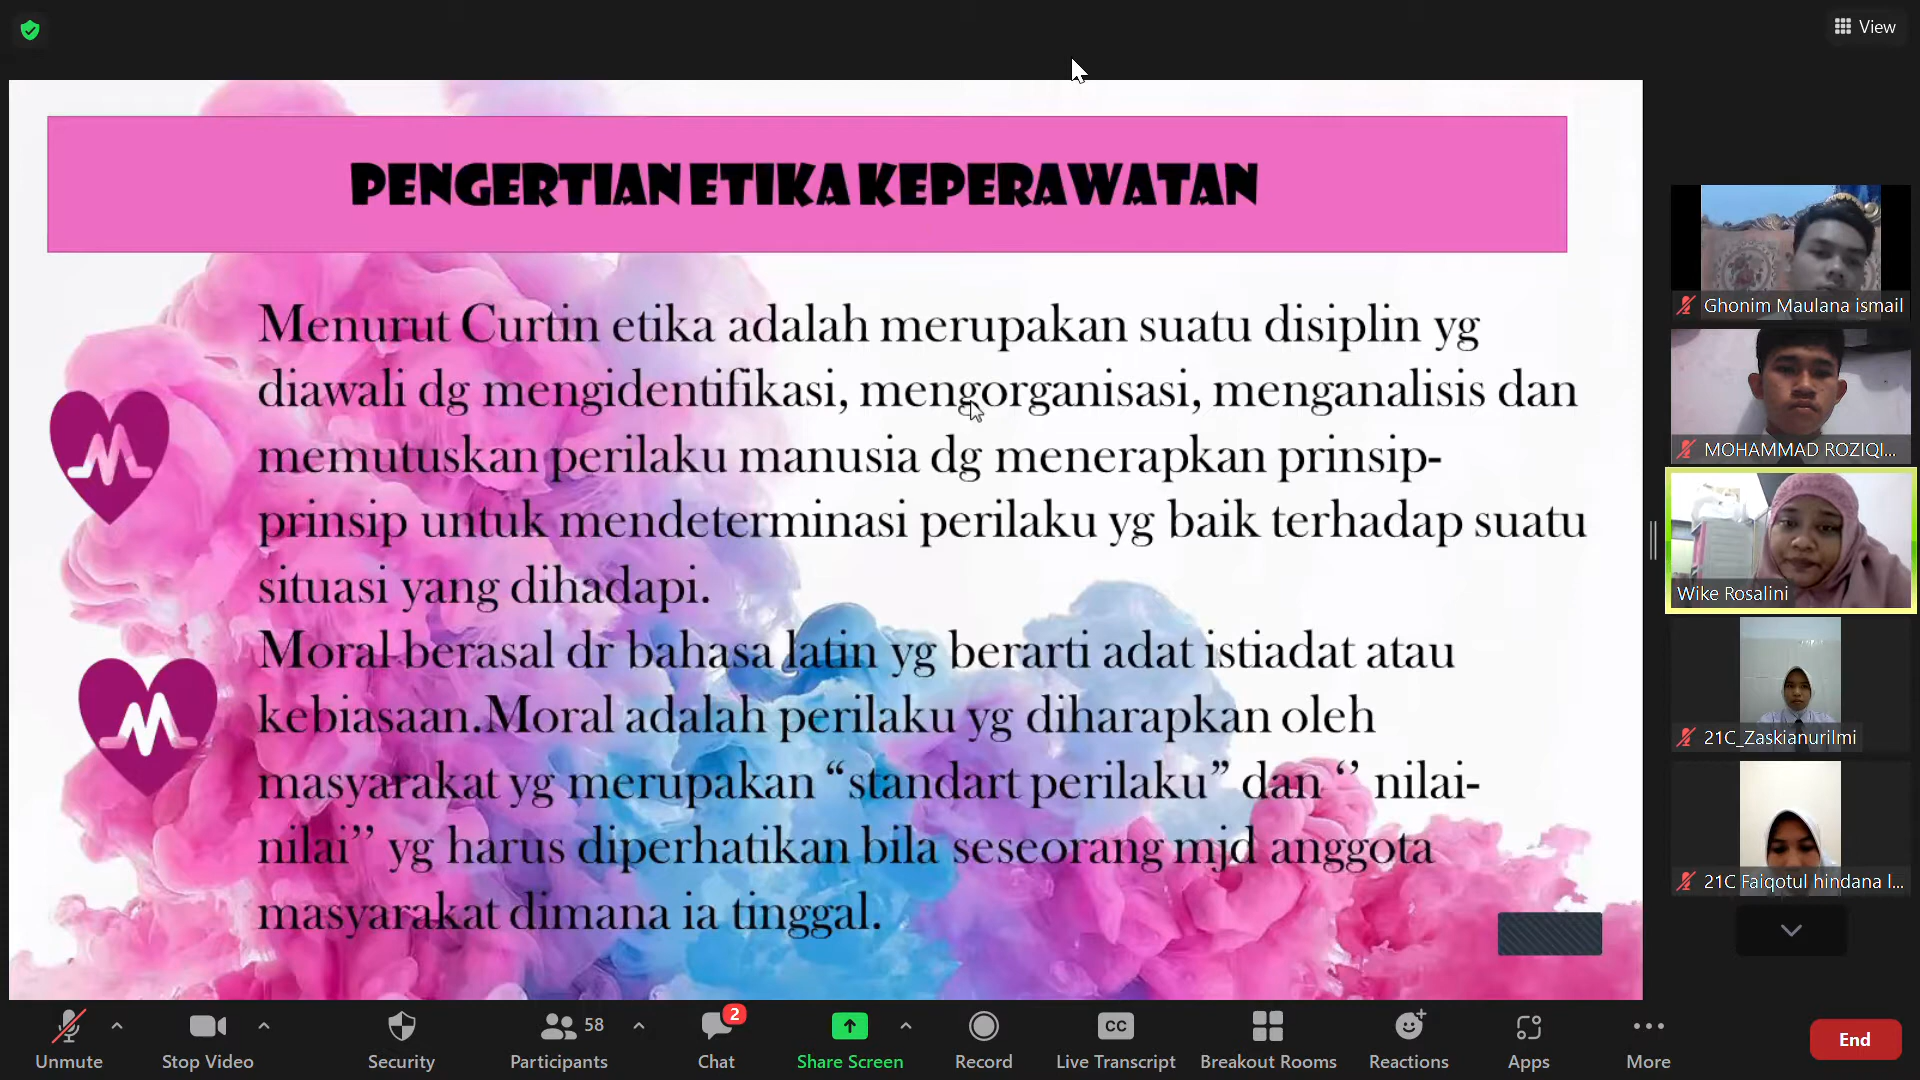 View
PENGERTIAN ETIKA KEPERAWATAN
Menurut Curtin etika adalah merupakan suatu disiplin yg
diawali dg mengidentifikasi, mengorganisasi, menganalisis dan
memutuskan perilaku manusia dg menerapkan prinsip-
prinsip untuk mendeterminasi perilaku yg baik terhadap suatu
situasi yang dihadapi.
Moral berasal dr bahasa latin yg berarti adat istiadat atau
kebiasaan.Moral adalah perilaku yg diharapkan oleh
masyarakat yg merupakan “standart perilaku” dan ‘’ nilai-
nilai’’ yg harus diperhatikan bila seseorang mjd anggota
masyarakat dimana ia tinggal.
Ghonim Maulana ismail
MOHAMMAD ROZIQI...
Wike Rosalini
21C_Zaskianurilmi
21C Faiqotul hindana l...
Unmute
Stop Video
Security
58
Participants
2
Chat
Share Screen
Record
CC
Live Transcript
Breakout Rooms
Reactions
Apps
More
End